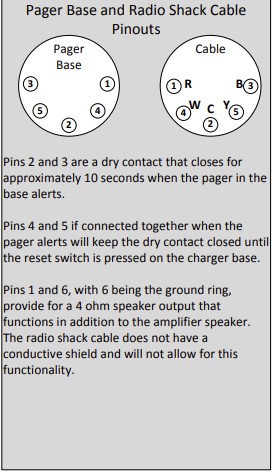 Pager Base and Radio Shack Cable
Pinouts
Pager
Base
Cable
3
1
5
4
2
1 R
B 3
4 W C Y 5
2
Pins 2 and 3 are a dry contact that closes for
approximately 10 seconds when the pager in the
base alerts.
Pins 4 and 5 if connected together when the
pager alerts will keep the dry contact closed until
the reset switch is pressed on the charger base.
Pins 1 and 6, with 6 being the ground ring,
provide for a 4 ohm speaker output that
functions in addition to the amplifier speaker.
The radio shack cable does not have a
conductive shield and will not allow for this
functionality.